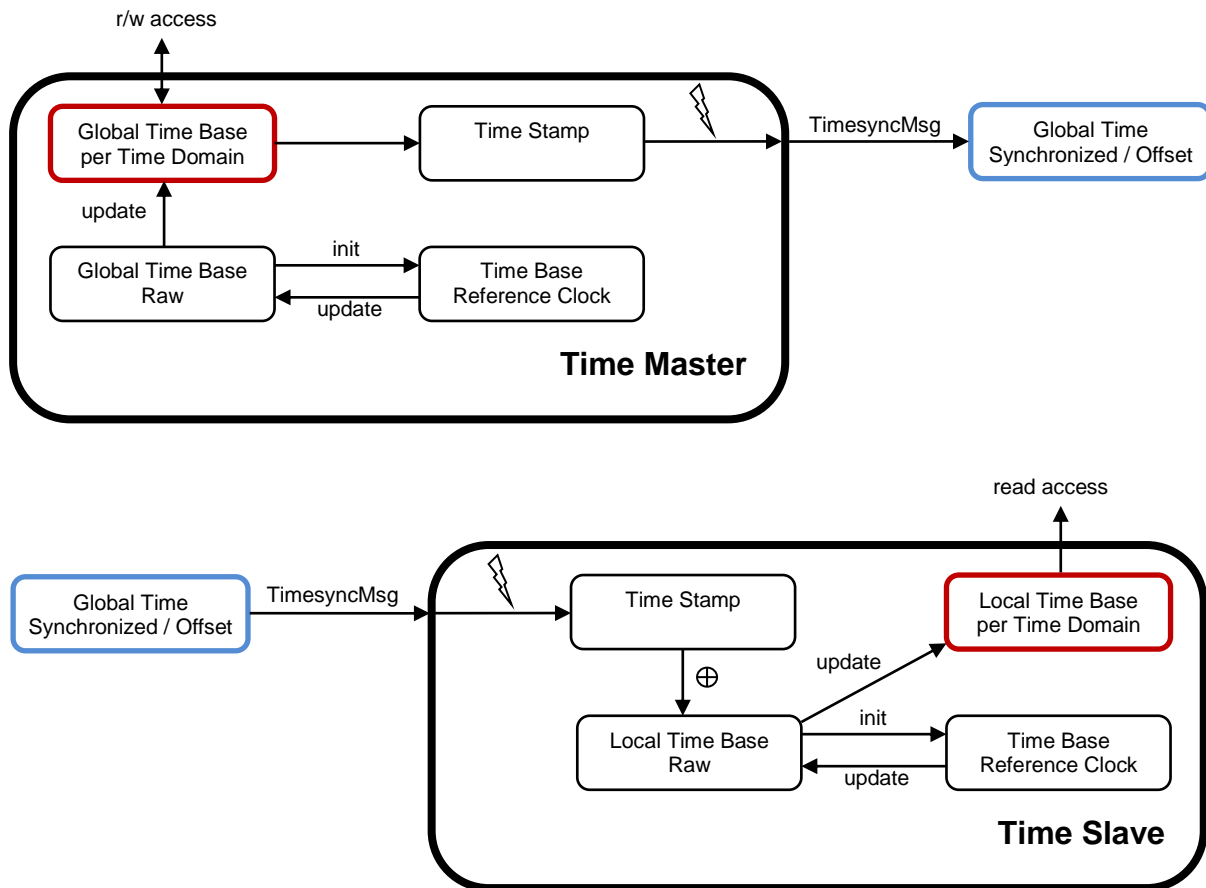 r/w access
Global Time Base
per Time Domain
Time Stamp
TimesyncMsg
Global Time
Synchronized / Offset
update
Global Time Base
Raw
init
update
Time Base
Reference Clock
Time Master
read access
Global Time
Synchronized / Offset
TimesyncMsg
Time Stamp
Local Time Base
per Time Domain
update
Local Time Base
Raw
init
update
Time Base
Reference Clock
Time Slave